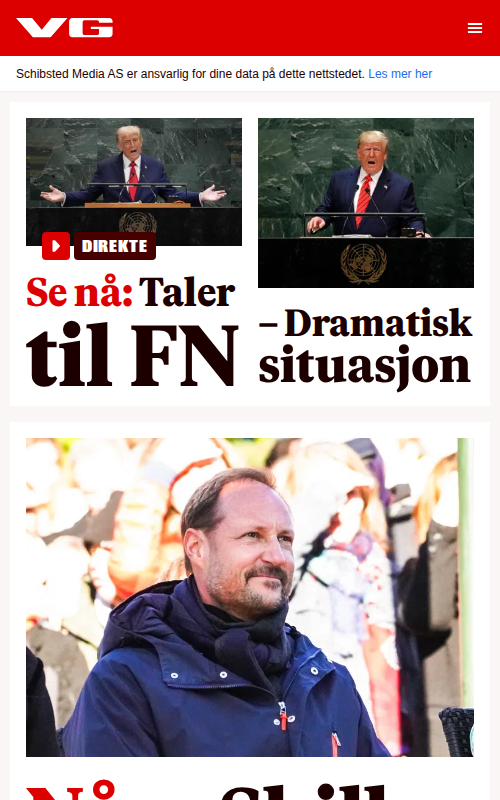 VG
Schibsted Media AS er ansvarlig for dine data på dette nettstedet. Les mer her
DIREKTE
Se nå: Taler
til FN
– Dramatisk
situasjon